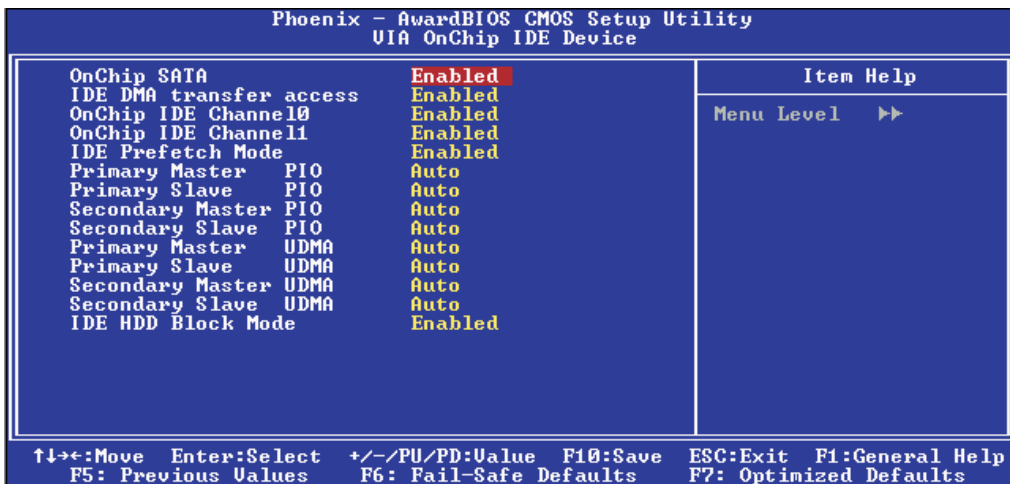 Phoenix - AwardBIOS CMOS Setup Utility
VIA OnChip IDE Device
OnChip SATA Enabled
IDE DMA transfer access Enabled
OnChip IDE Channel0 Enabled
OnChip IDE Channel1 Enabled
IDE Prefetch Mode Enabled
Primary Master PIO Auto
Primary Slave PIO Auto
Secondary Master PIO Auto
Secondary Slave PIO Auto
Primary Master UDMA Auto
Primary Slave UDMA Auto
Secondary Master UDMA Auto
Secondary Slave UDMA Auto
IDE HDD Block Mode Enabled
Item Help
Menu Level ▶▶
↑↓→←:Move Enter:Select +/-/PU/PD:Value F10:Save ESC:Exit F1:General Help
F5: Previous Values F6: Fail-Safe Defaults F7: Optimized Defaults